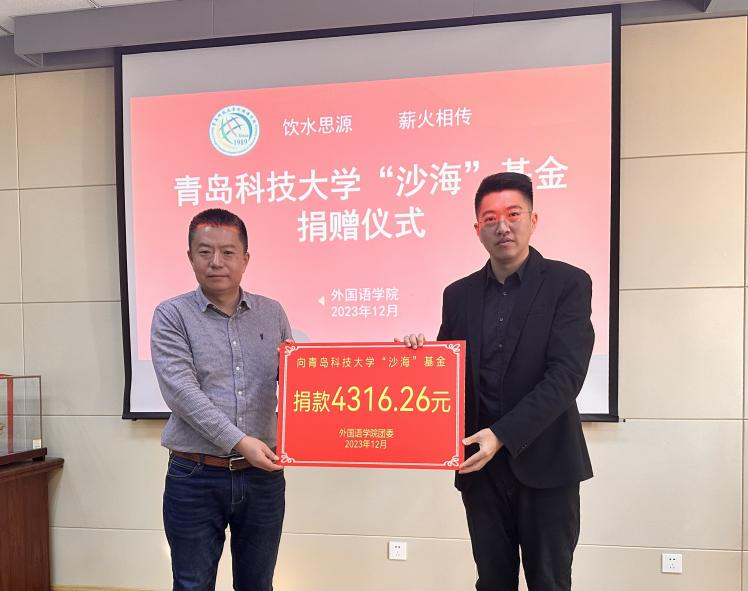 饮水思源 薪火相传
青岛科技大学“沙海”基金
捐赠仪式
外国语学院
2023年12月
1989
向青岛科技大学“沙海”基金
捐款4316.26元
外国语学院团委
2023年12月